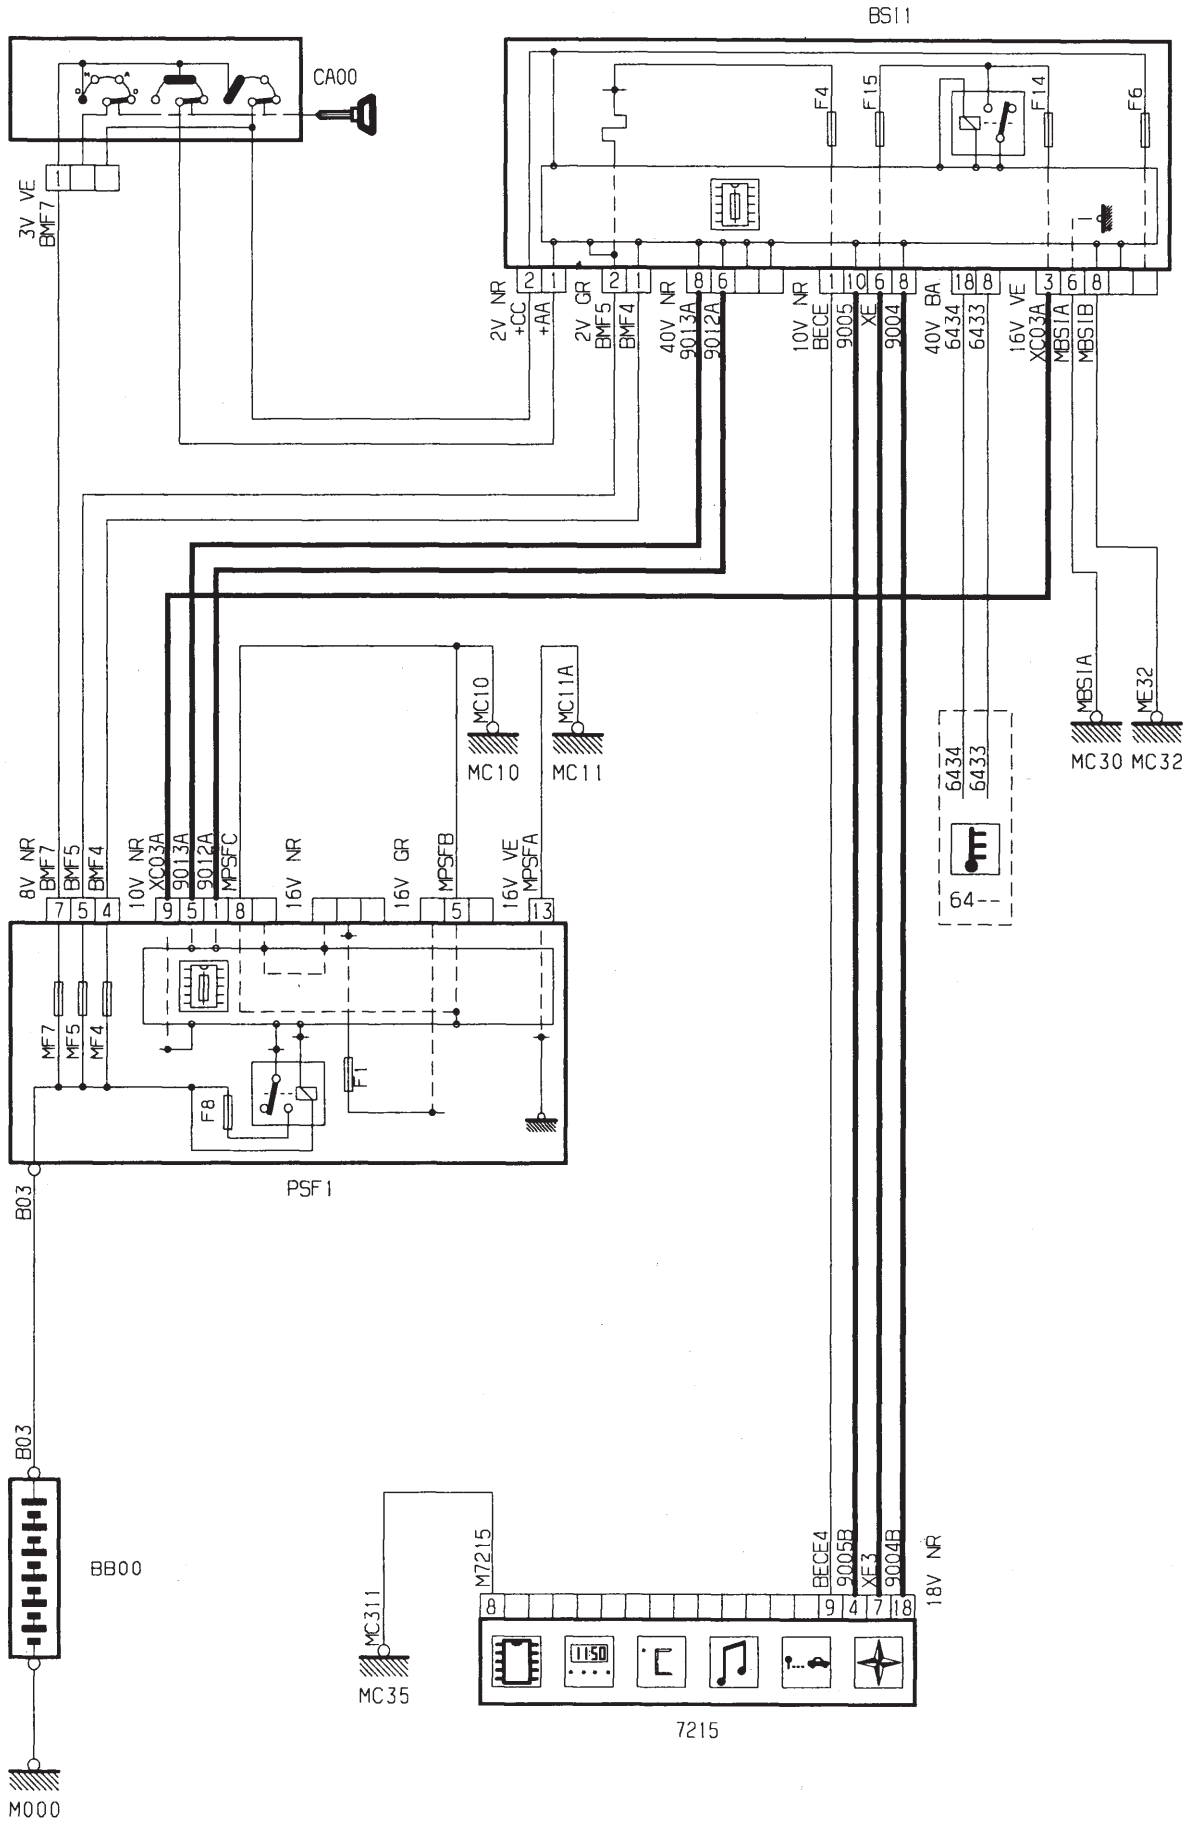 BSI1
CA00
N
A
D
D
F4
F15
F14
F6
1
3V VE
BMF7
2
1
2
1
8
6
1
10
6
8
18
8
3
6
8
2V NR
+CC
+AA
2V GR
BMF5
BMF4
40V NR
9013A
9012A
10V NR
BECE
9005
XE
9004
40V BA
6434
6433
16V VE
XC03A
MBSIA
MBSIB
MC10
MC11A
MBSIA
ME32
MC10
MC11
MC30
MC32
6434
6433
64--
8V NR
BMF7
BMF5
BMF4
10V NR
XC03A
9013A
9012A
MPSFC
16V NR
16V GR
MPSFB
16V VE
MPSFA
7
5
4
9
5
1
8
5
13
MF7
MF5
MF4
F8
F1
PSF1
B03
B03
BB00
M000
MC311
MC35
M7215
BECE4
9005B
XE3
9004B
18V NR
8
9
4
7
18
11:50
°C
7215